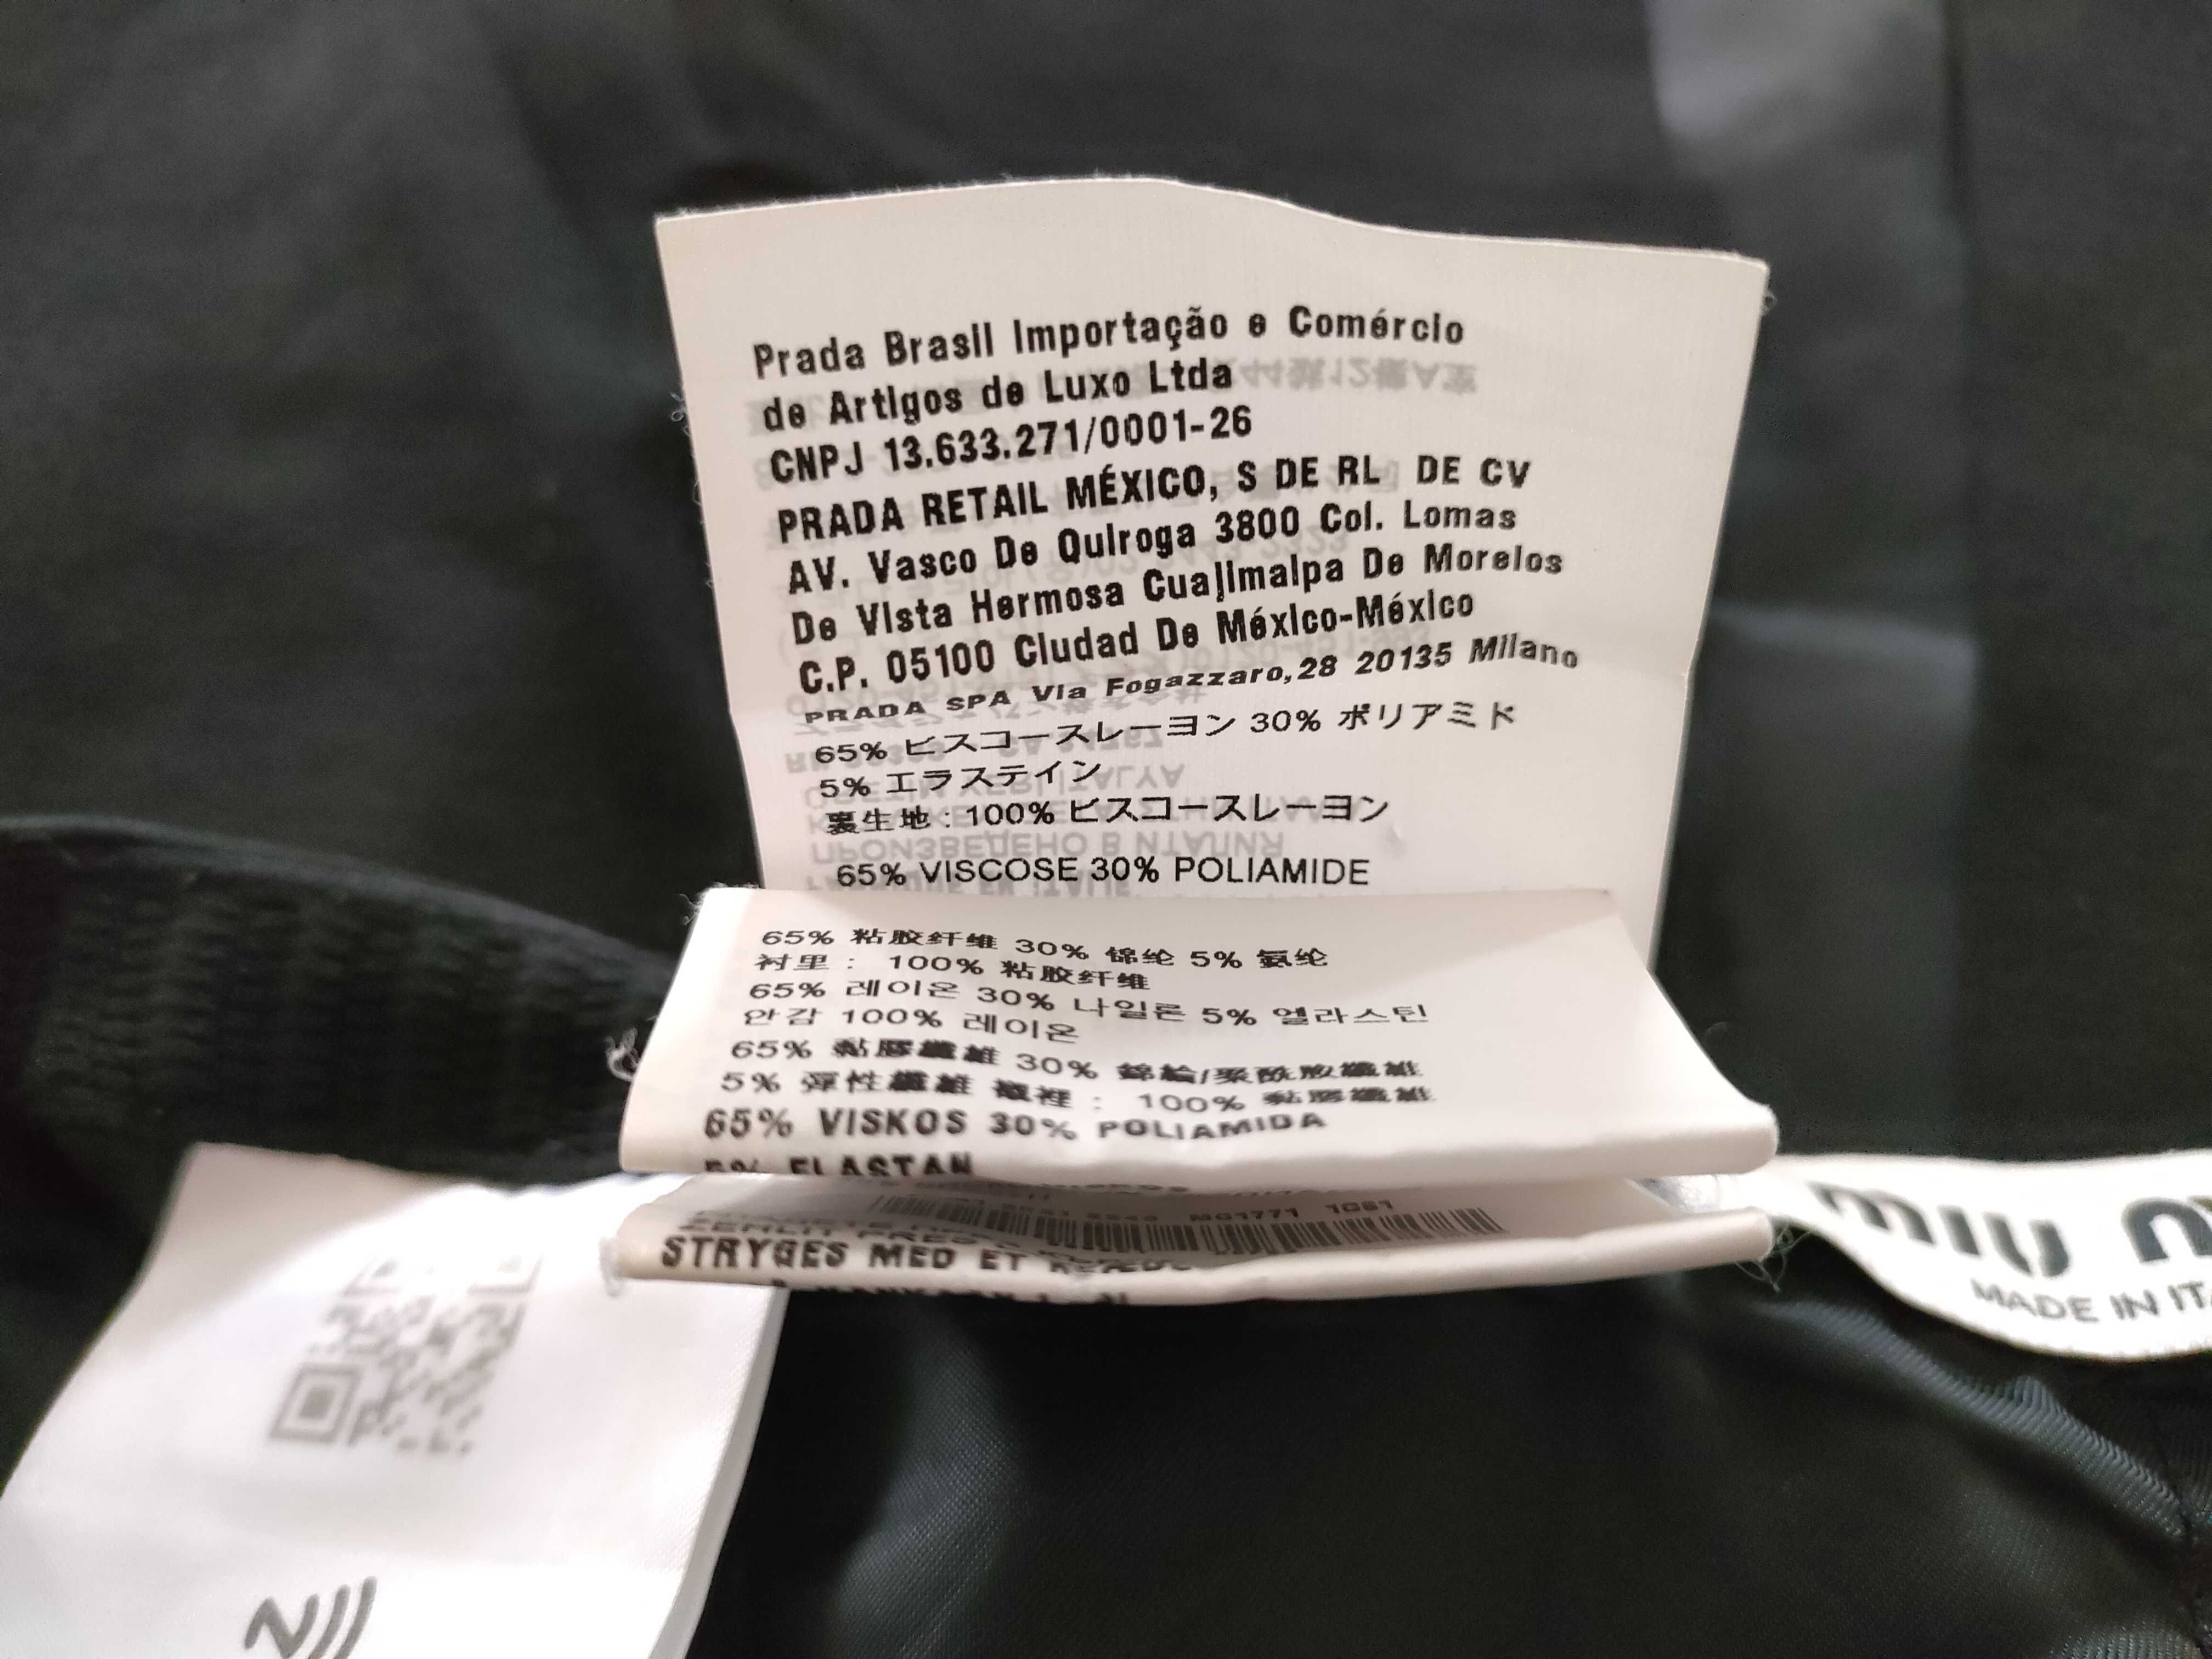 Prada Brasil Importação e Comércio
de Artigos de Luxo Ltda
CNPJ 13.633.271/0001-26
PRADA RETAIL MÉXICO, S DE RL DE CV
AV. Vasco De Quiroga 3800 Col. Lomas
De Vista Hermosa Cuajimalpa De Morelos
C.P. 05100 Ciudad De México-México
PRADA SPA Via Fogazzaro,28 20135 Milano
65% ビスコースレーヨン 30% ポリアミド
5% エラステイン
裏生地：100% ビスコースレーヨン
65% VISCOSE 30% POLIAMIDE
65% 粘胶纤维 30% 锦纶 5% 氨纶
衬里： 100% 粘胶纤维
65% 레이온 30% 나일론 5% 엘라스틴
안감 100% 레이온
65% 黏膠纖維 30% 錦綸/聚酰胺纖維
5% 彈性纖維 襯裡： 100% 黏膠纖維
65% VISKOS 30% POLIAMIDA
5% ELASTAN
MG1771 1081
STRYGES MED ET
miu
MADE IN